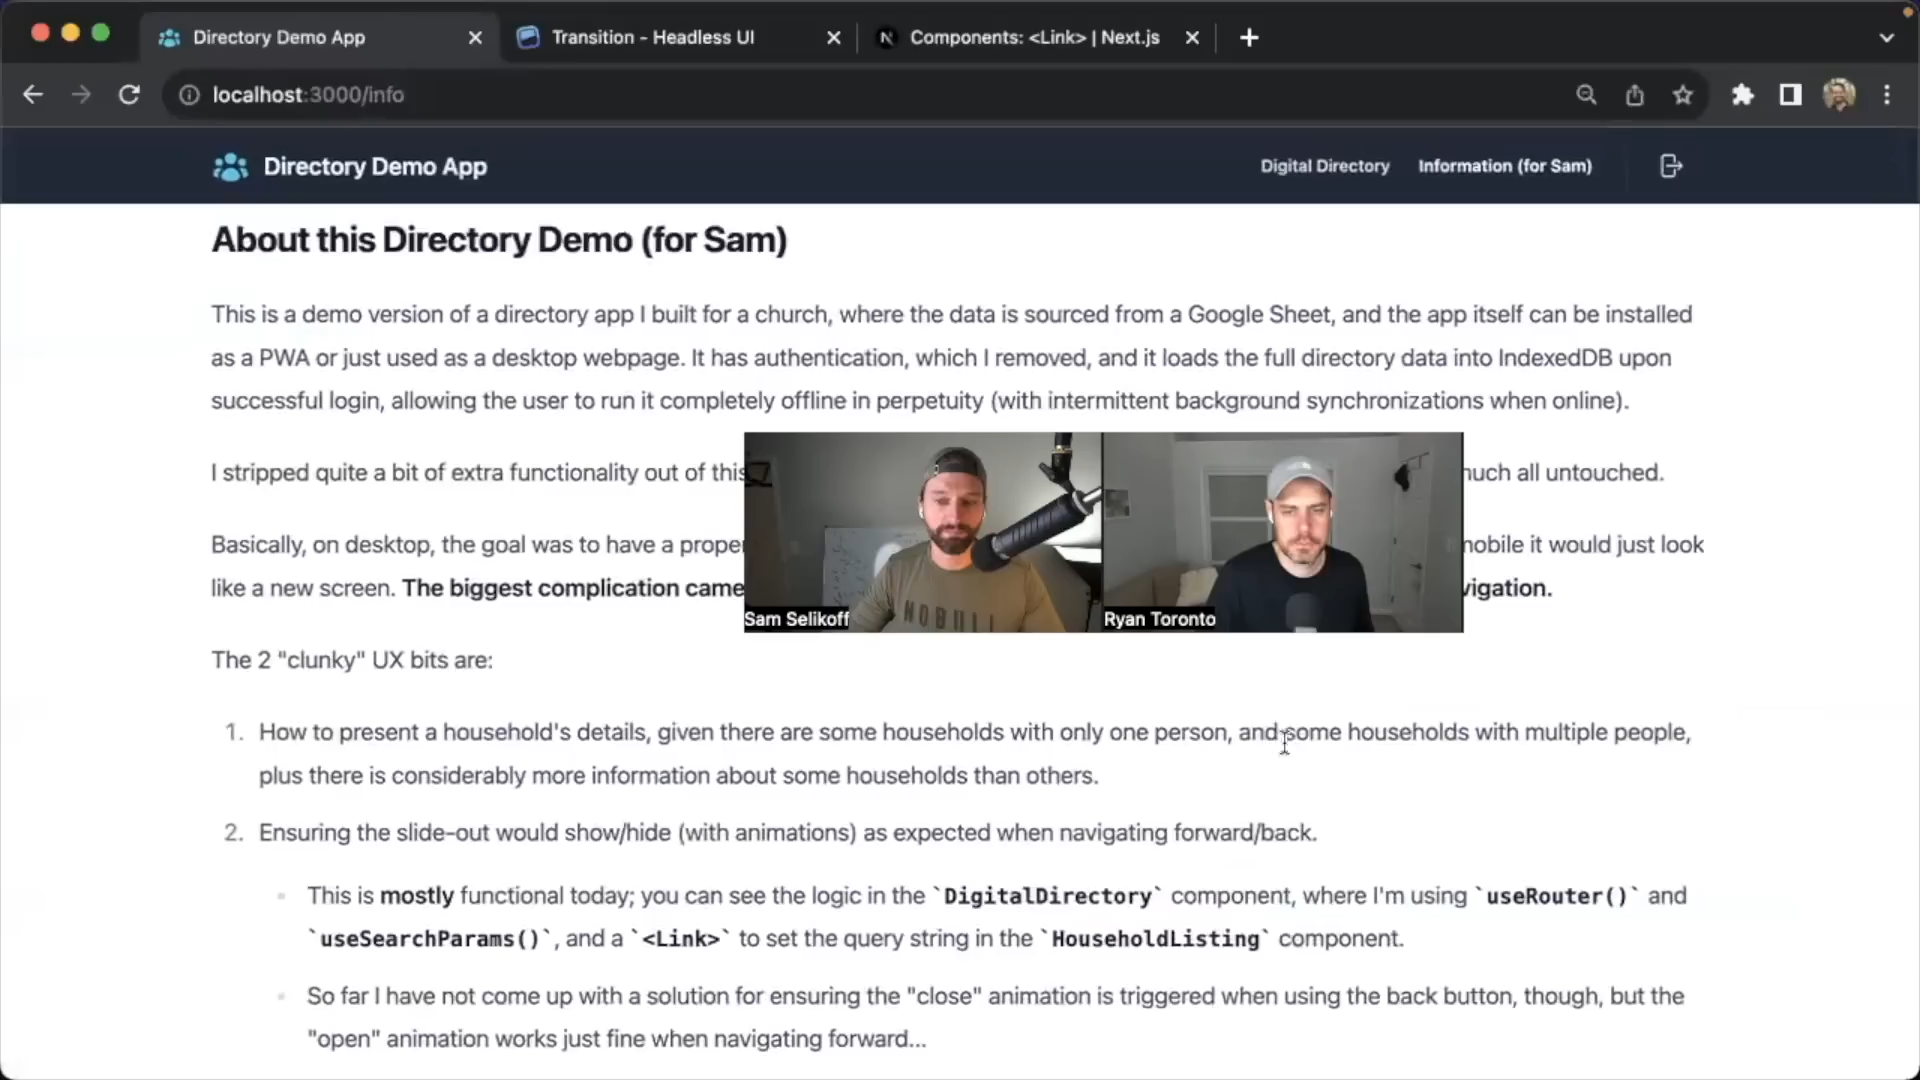 Directory Demo App
Transition - Headless UI
Components: <Link> | Next.js
localhost:3000/info
Directory Demo App
Digital Directory
Information (for Sam)
About this Directory Demo (for Sam)
This is a demo version of a directory app I built for a church, where the data is sourced from a Google Sheet, and the app itself can be installed
as a PWA or just used as a desktop webpage. It has authentication, which I removed, and it loads the full directory data into IndexedDB upon
successful login, allowing the user to run it completely offline in perpetuity (with intermittent background synchronizations when online).
I stripped quite a bit of extra functionality out of this all untouched.
Basically, on desktop, the goal was to have a it would just look
like a new screen. The biggest complication came
NOBULL
Sam Selikoff
Ryan Toronto
The 2 "clunky" UX bits are:
1. How to present a household's details, given there are some households with only one person, and some households with multiple people,
plus there is considerably more information about some households than others.
2. Ensuring the slide-out would show/hide (with animations) as expected when navigating forward/back.
This is mostly functional today; you can see the logic in the `DigitalDirectory` component, where I'm using `useRouter()` and
`useSearchParams()`, and a `<Link>` to set the query string in the `HouseholdListing` component.
So far I have not come up with a solution for ensuring the "close" animation is triggered when using the back button, though, but the
"open" animation works just fine when navigating forward...